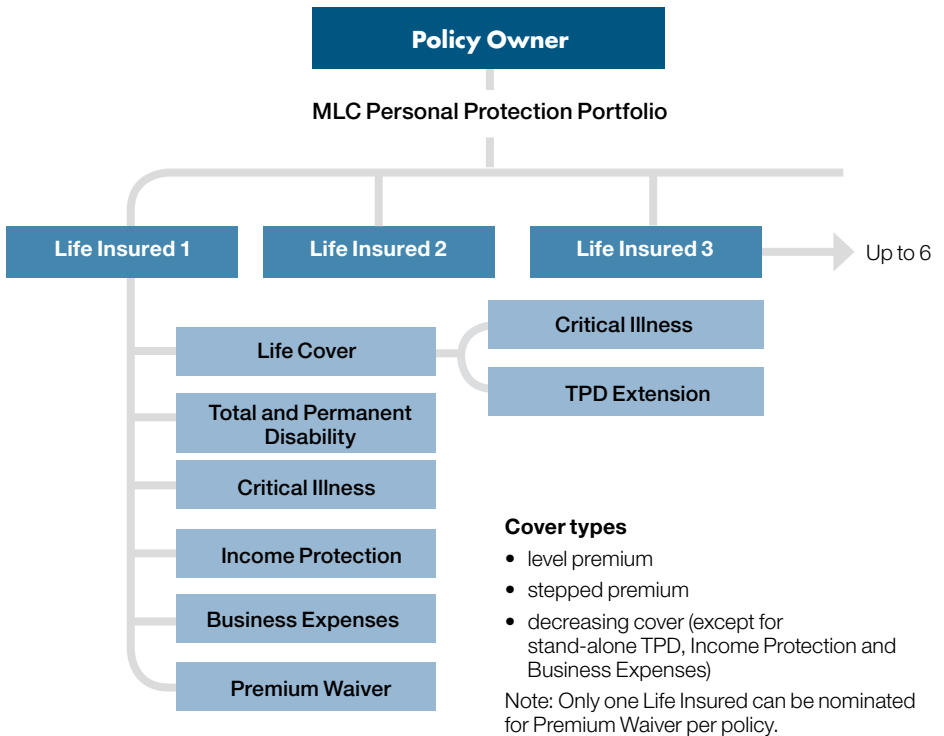 Policy Owner
MLC Personal Protection Portfolio
Life Insured 1
Life Insured 2
Life Insured 3
Up to 6
Life Cover
Critical Illness
TPD Extension
Total and Permanent
Disability
Critical Illness
Income Protection
Business Expenses
Premium Waiver
Cover types
• level premium
• stepped premium
• decreasing cover (except for
stand-alone TPD, Income Protection and
Business Expenses)
Note: Only one Life Insured can be nominated
for Premium Waiver per policy.